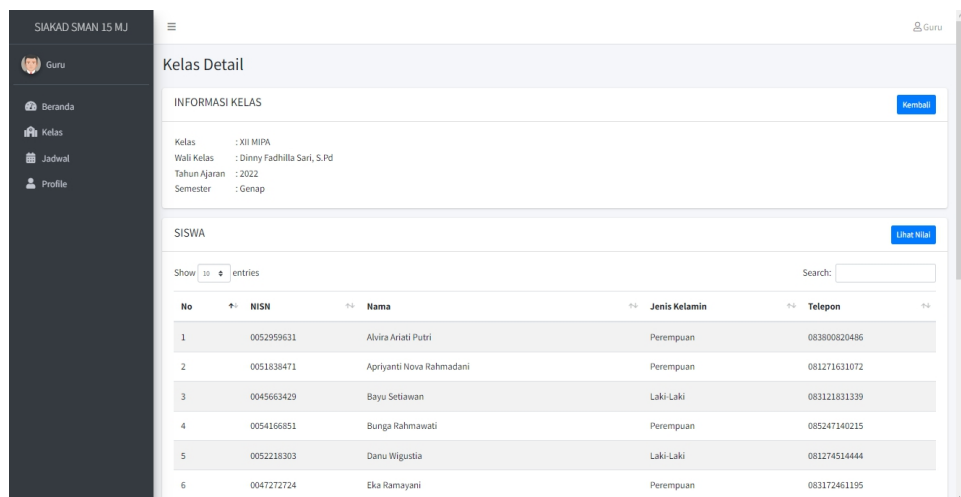 SIAKAD SMAN 15 MJ
Guru
Guru
Beranda
Kelas
Jadwal
Profile
Kelas Detail
INFORMASI KELAS
Kembali
Kelas : XII MIPA
Wali Kelas : Dinny Fadhilla Sari, S.Pd
Tahun Ajaran : 2022
Semester : Genap
SISWA
Lihat Nilai
Show 10 entries
Search:
No NISN Nama Jenis Kelamin Telepon
1 0052959631 Alvira Ariati Putri Perempuan 083800820486
2 0051838471 Apriyanti Nova Rahmadani Perempuan 081271631072
3 0045663429 Bayu Setiawan Laki-Laki 083121831339
4 0054166851 Bunga Rahmawati Perempuan 085247140215
5 0052218303 Danu Wigustia Laki-Laki 081274514444
6 0047272724 Eka Ramayani Perempuan 083172461195